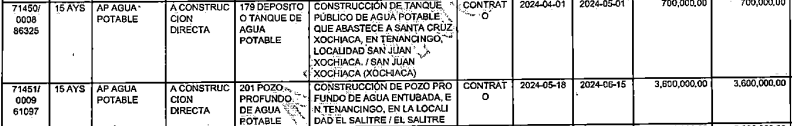 71450/ 15 AYS AP AGUA A CONSTRUC 179 DEPOSITO CONSTRUCCIÓN DE TANQUE CONTRAT 2024-04-01 2024-05-01 700,000.00 700,000.00
0008 POTABLE CION O TANQUE DE PÚBLICO DE AGUA POTABLE O
86325 DIRECTA AGUA QUE ABASTECE A SANTA CRUZ
POTABLE XOCHIACA, EN TENANCINGO,
LOCALIDAD SAN JUAN
XOCHIACA. / SAN JUAN
XOCHIACA (XOCHIACA)
71451/ 15 AYS AP AGUA A CONSTRUC 201 POZO CONSTRUCCIÓN DE POZO PRO CONTRAT 2024-05-18 2024-06-15 3,600,000.00 3,600,000.00
0009 POTABLE CION PROFUNDO FUNDO DE AGUA ENTUBADA, E O
61097 DIRECTA DE AGUA N TENANCINGO, EN LA LOCALI
POTABLE DAD EL SALITRE / EL SALITRE